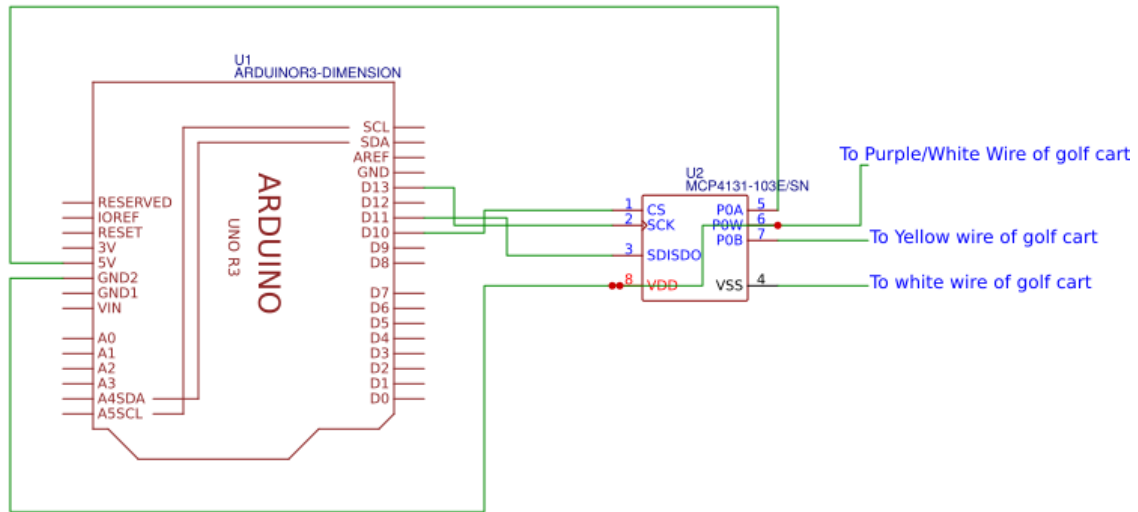 U1
ARDUINOR3-DIMENSION
SCL
SDA
AREF
GND
D13
D12
D11
D10
D9
D8
D7
D6
D5
D4
D3
D2
D1
D0
RESERVED
IOREF
RESET
3V
5V
GND2
GND1
VIN
A0
A1
A2
A3
A4SDA
A5SCL
ARDUINO
UNO R3
To Purple/White Wire of golf cart
U2
MCP4131-103E/SN
1 CS P0A 5
2 SCK P0W 6
P0B 7
3 SDISDO
8 VDD VSS 4
To Yellow wire of golf cart
To white wire of golf cart